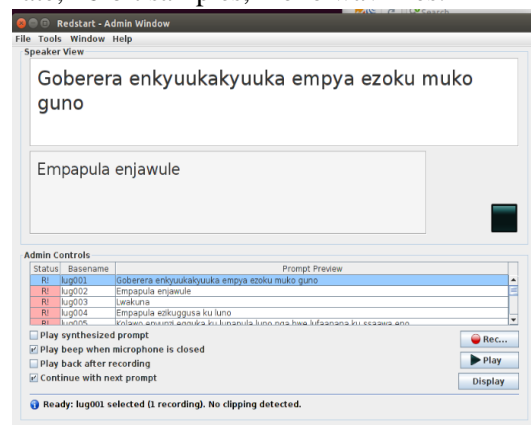 Redstart - Admin Window
File Tools Window Help
Speaker View
Goberera enkyuukakyuuka empya ezoku muko
guno
Empapula enjawule
Admin Controls
Status Basename Prompt Preview
R! lug001 Goberera enkyuukakyuuka empya ezoku muko guno
R! lug002 Empapula enjawule
R! lug003 Lwakuna
R! lug004 Empapula ezikuggusa ku luno
R! lug005
Play synthesized prompt
Play beep when microphone is closed
Play back after recording
Continue with next prompt
Rec...
Play
Display
Ready: lug001 selected (1 recording). No clipping detected.